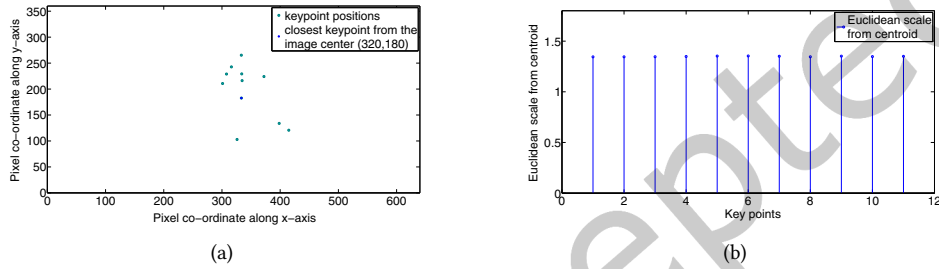 350
300
250
200
150
100
50
0
Pixel co-ordinate along y-axis
keypoint positions
closest keypoint from the
image center (320,180)
0 100 200 300 400 500 600
Pixel co-ordinate along x-axis
(a)
1.5
1
0.5
0
Euclidean scale from centroid
Euclidean scale
from centroid
0 2 4 6 8 10 12
Key points
(b)